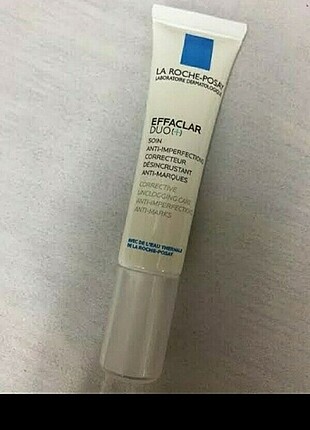 LA ROCHE-POSAY
LABORATOIRE DERMATOLOGIQUE
EFFACLAR
DUO(+)
SOIN
ANTI-IMPERFECTIONS
CORRECTEUR
DÉSINCRUSTANT
ANTI-MARQUES
CORRECTIVE
UNCLOGGING CARE
ANTI-IMPERFECTIONS
ANTI-MARKS
AVEC DE L'EAU THERMALE
DE LA ROCHE-POSAY